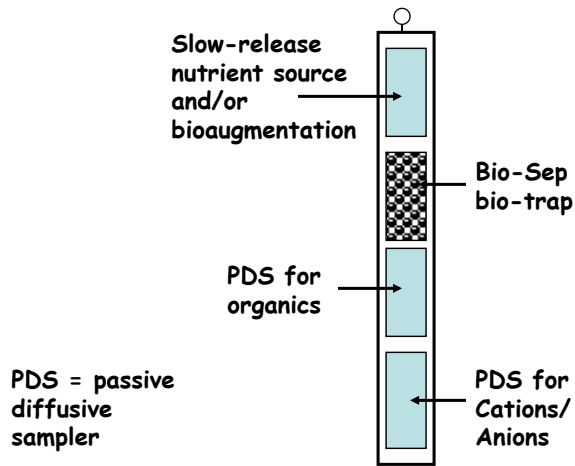 Slow-release
nutrient source
and/or
bioaugmentation
Bio-Sep
bio-trap
PDS for
organics
PDS = passive
diffusive
sampler
PDS for
Cations/
Anions